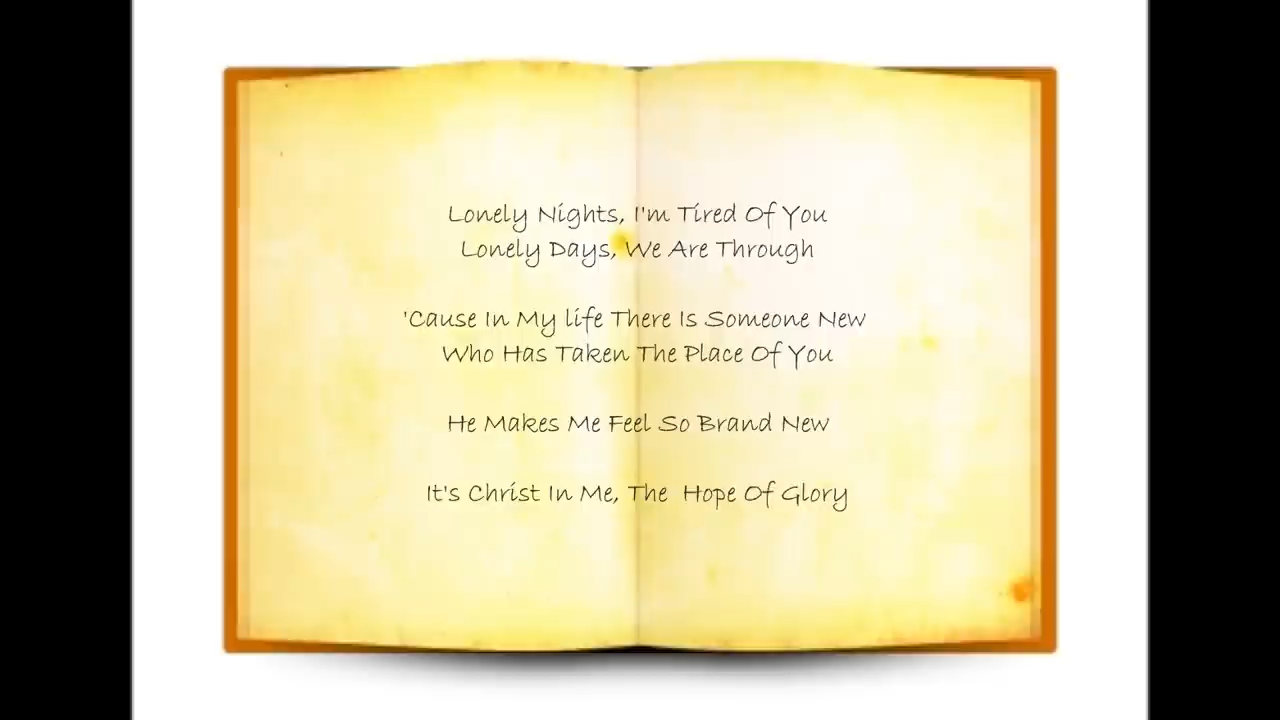 Lonely Nights, I'm Tired Of You
Lonely Days, We Are Through
'Cause In My life There Is Someone New
Who Has Taken The Place Of You
He Makes Me Feel So Brand New
It's Christ In Me, The  Hope Of Glory